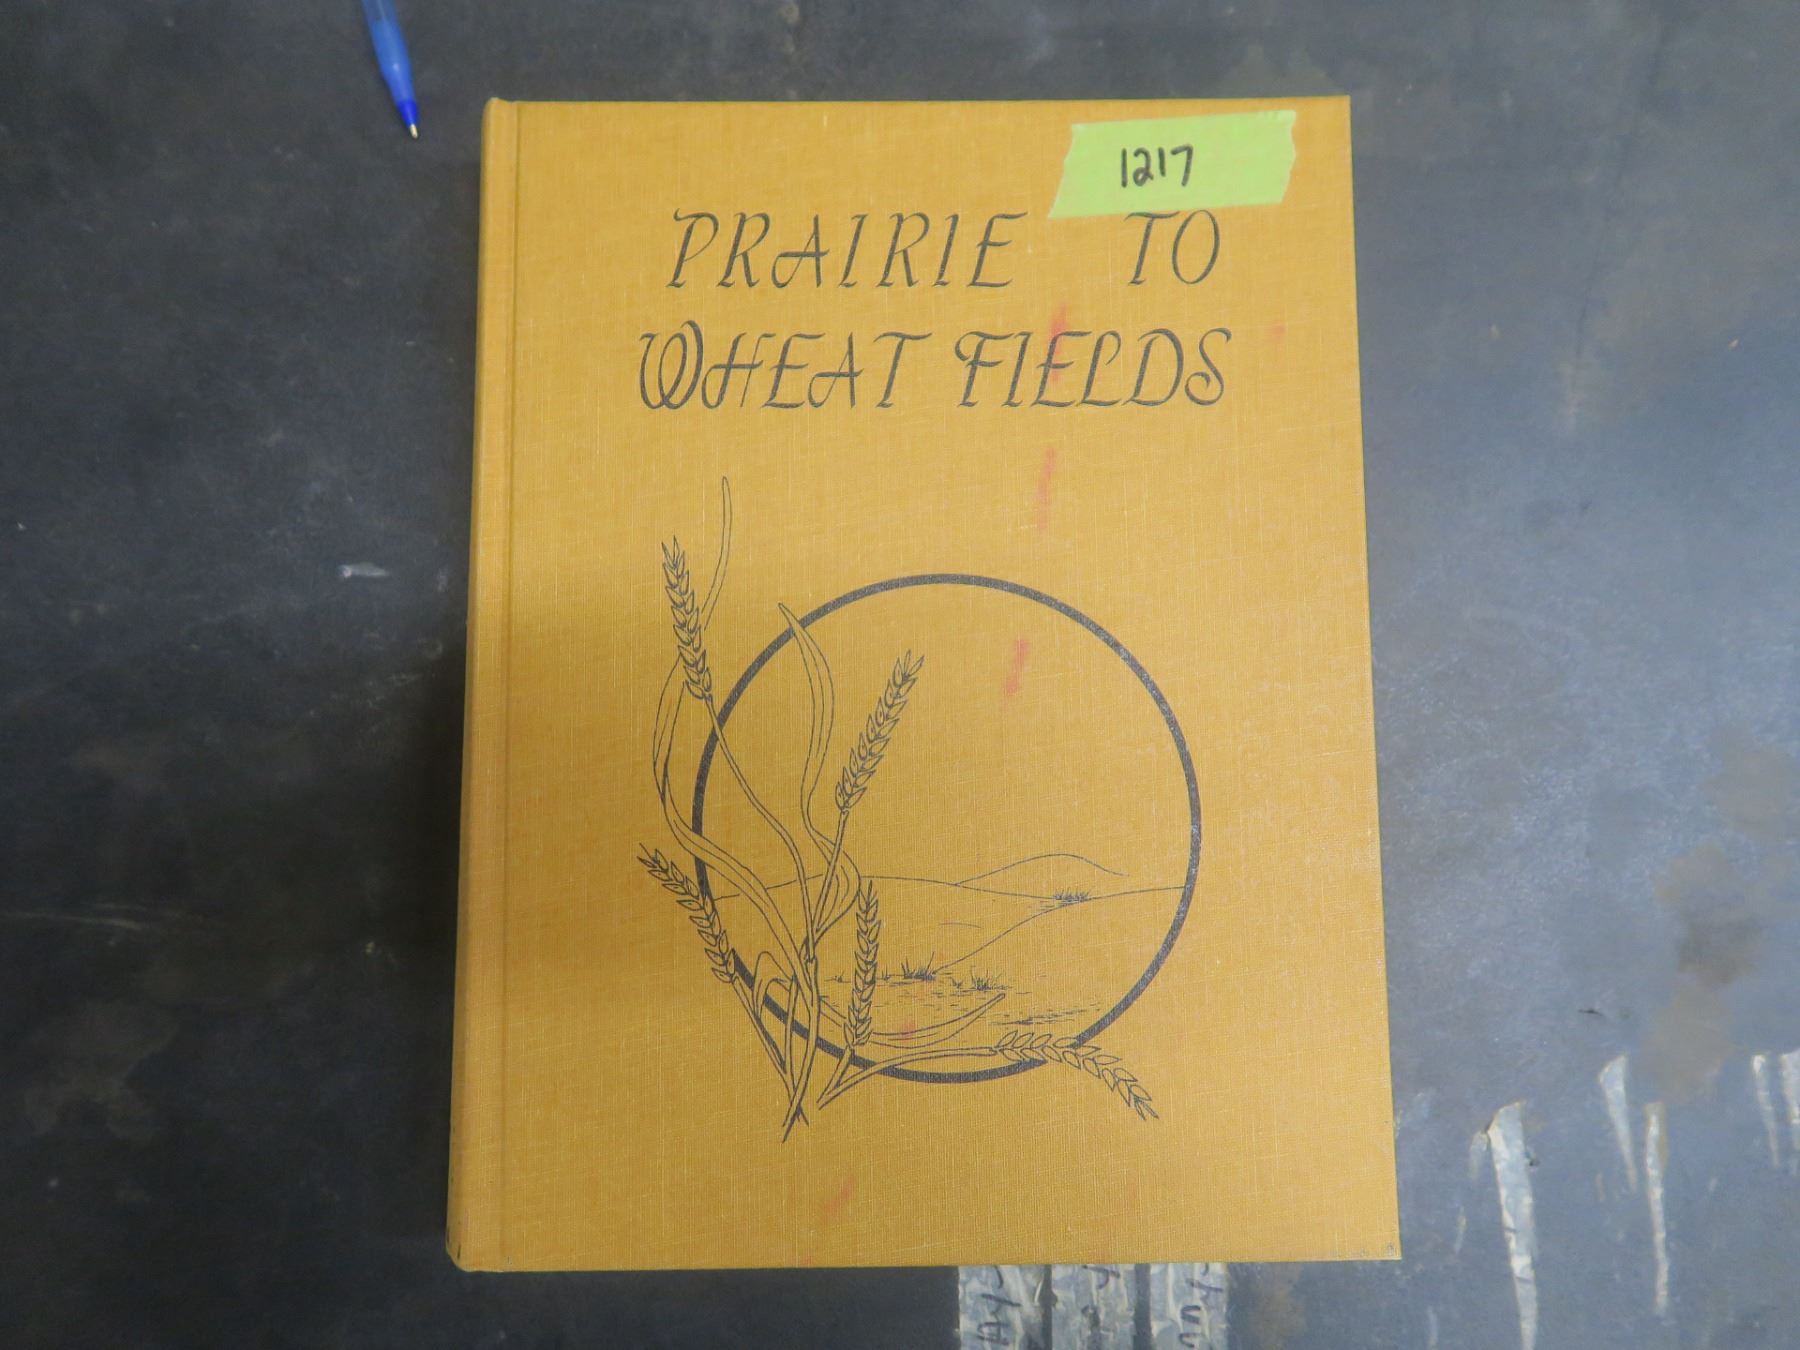 1217
PRAIRIE TO
WHEAT FIELDS